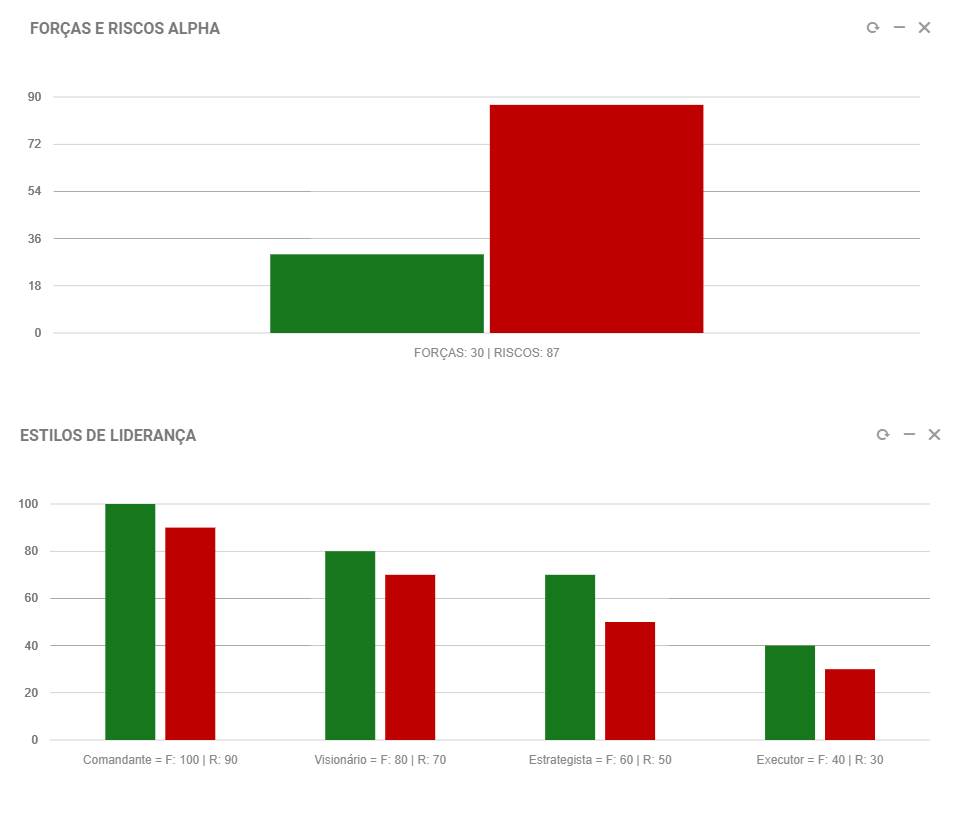 FORÇAS E RISCOS ALPHA
90
72
54
36
18
0
FORÇAS: 30 | RISCOS: 87
ESTILOS DE LIDERANÇA
100
80
60
40
20
0
Comandante = F: 100 | R: 90
Visionário = F: 80 | R: 70
Estrategista = F: 60 | R: 50
Executor = F: 40 | R: 30